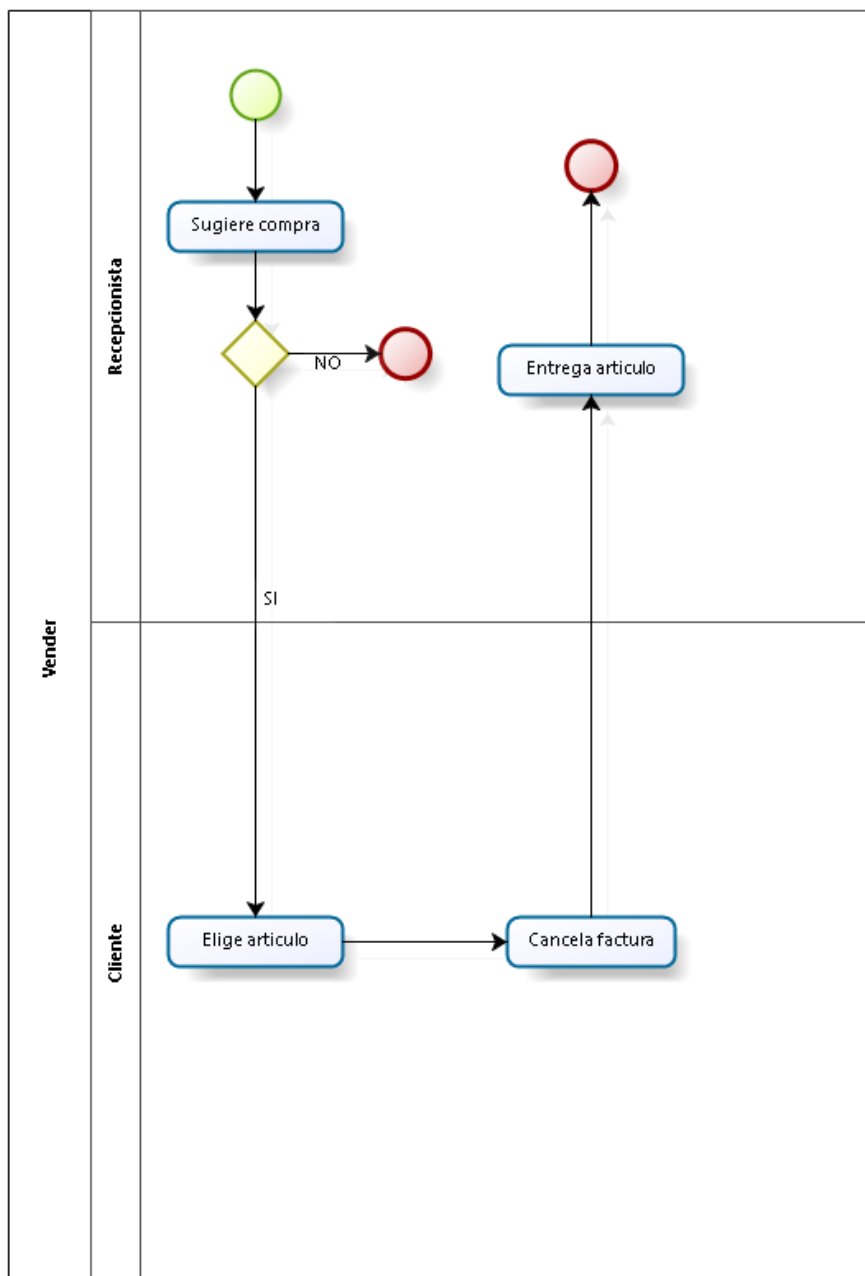 Vender
Recepcionista
Sugiere compra
NO
Entrega articulo
SI
Cliente
Elige articulo
Cancela factura